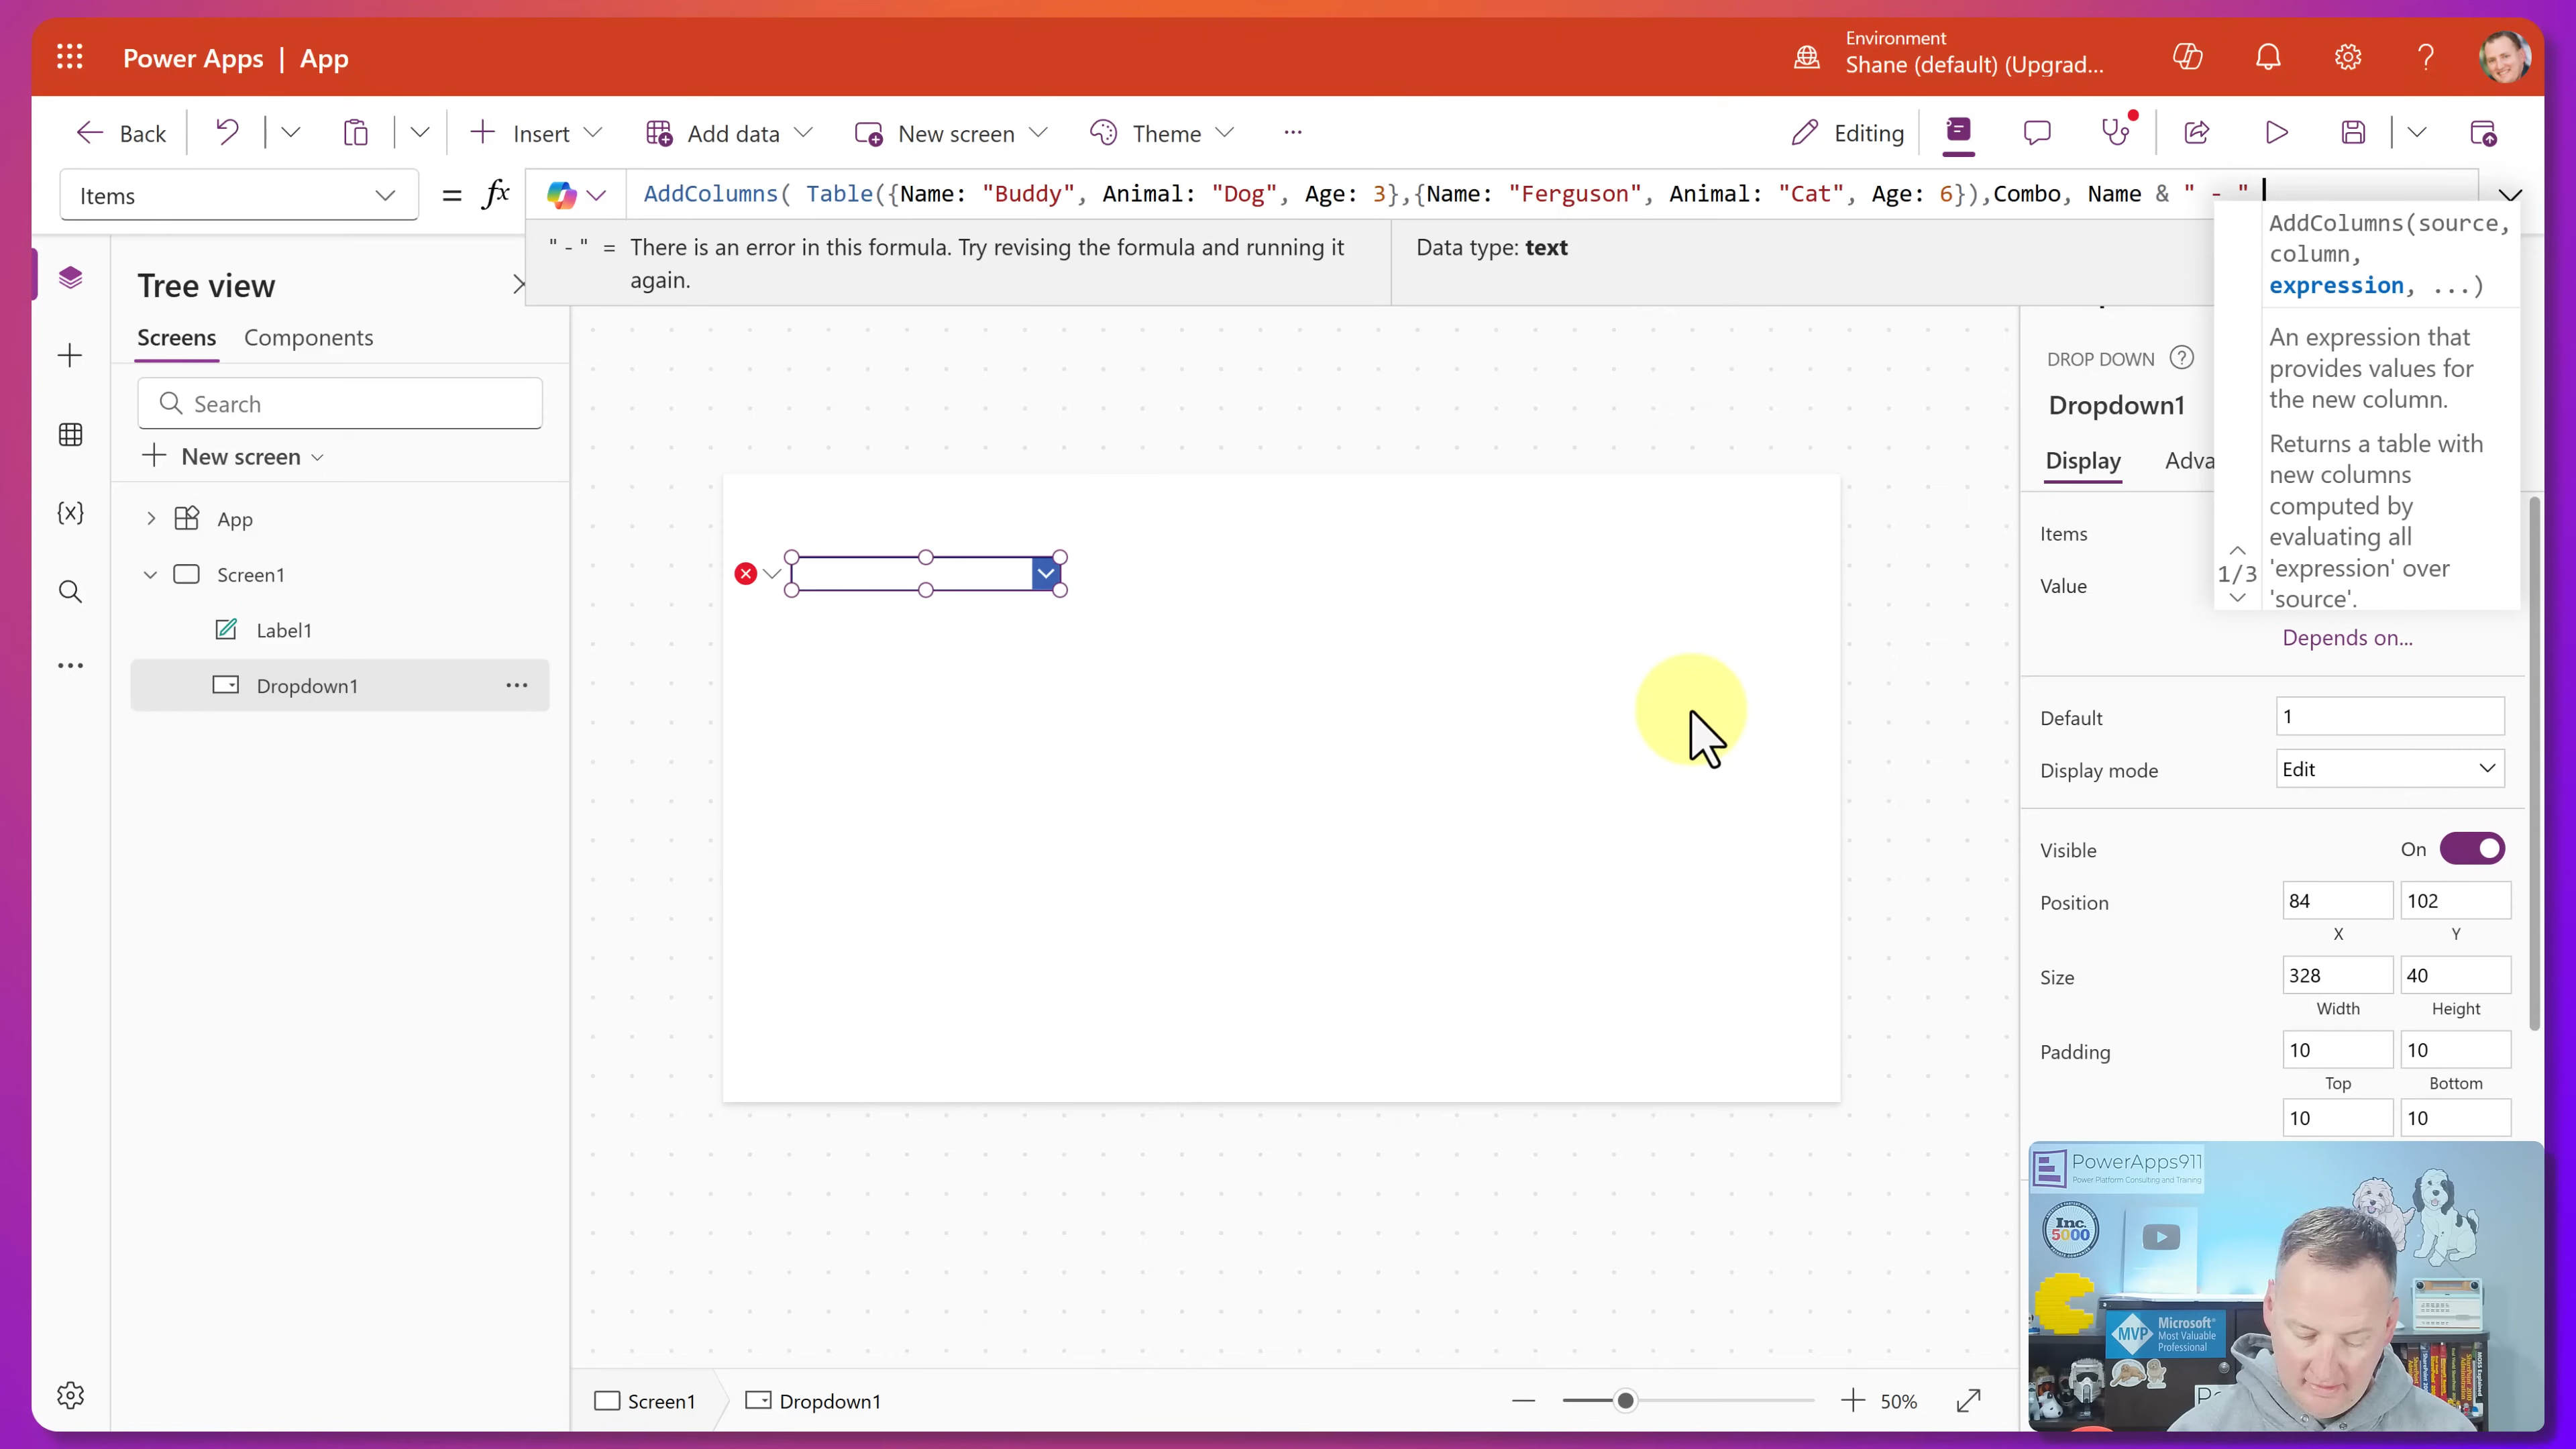 Power Apps | App
Environment
Shane (default) (Upgrad...
Back
Insert
Add data
New screen
Theme
...
Editing
Items
= fx
AddColumns( Table({Name: "Buddy", Animal: "Dog", Age: 3},{Name: "Ferguson", Animal: "Cat", Age: 6}),Combo, Name & " - "
" - " = There is an error in this formula. Try revising the formula and running it
again.
Data type: text
AddColumns(source,
column,
expression, ...)
An expression that
provides values for
the new column.
Returns a table with
new columns
computed by
evaluating all
'expression' over
'source'.
1/3
Tree view
Screens
Components
Search
New screen
App
Screen1
Label1
Dropdown1
...
DROP DOWN
Dropdown1
Display
Adva
Items
Value
Depends on...
Default
1
Display mode
Edit
Visible
On
Position
84
102
X
Y
Size
328
40
Width
Height
Padding
10
10
Top
Bottom
10
10
PowerApps911
Power Platform Consulting and Training
Inc.
5000
MVP
Microsoft
Most Valuable
Professional
Screen1
Dropdown1
50%